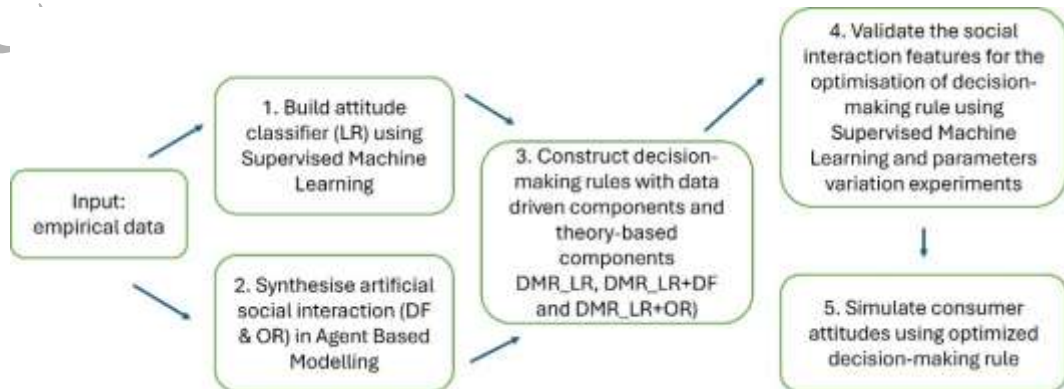 Input:
empirical data
1. Build attitude
classifier (LR) using
Supervised Machine
Learning
2. Synthesise artificial
social interaction (DF
& OR) in Agent Based
Modelling
3. Construct decision-
making rules with data
driven components and
theory-based
components
DMR_LR, DMR_LR+DF
and DMR_LR+OR)
4. Validate the social
interaction features for the
optimisation of decision-
making rule using
Supervised Machine
Learning and parameters
variation experiments
5. Simulate consumer
attitudes using optimized
decision-making rule